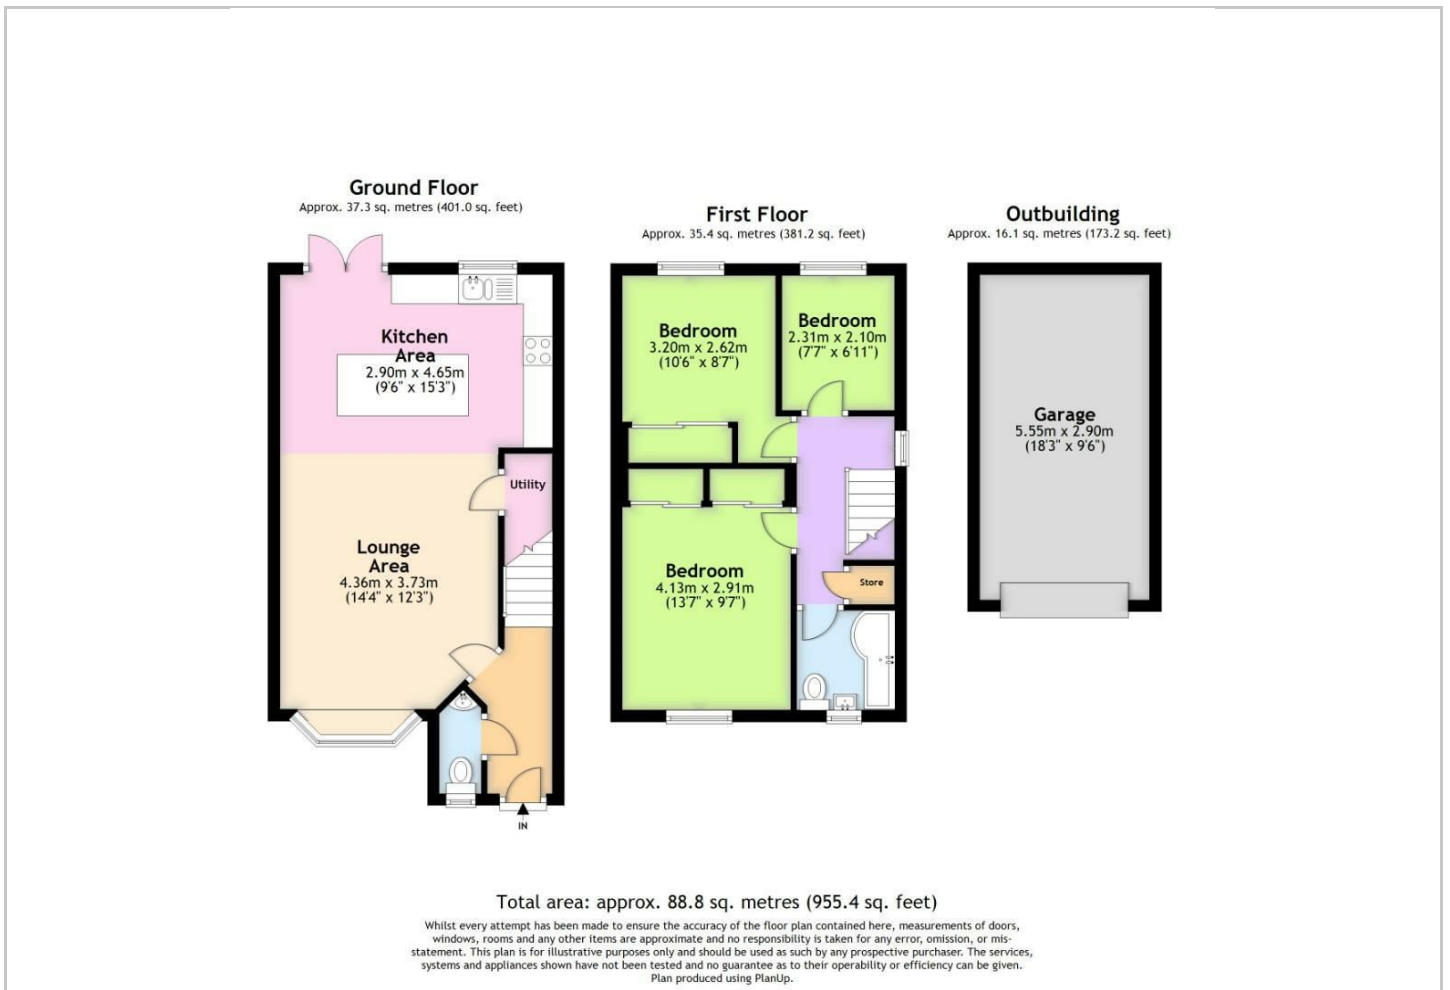 Ground Floor
Approx. 37.3 sq. metres (401.0 sq. feet)
Kitchen
Area
2.90m x 4.65m
(9'6" x 15'3")
Utility
Lounge
Area
4.36m x 3.73m
(14'4" x 12'3")
IN
First Floor
Approx. 35.4 sq. metres (381.2 sq. feet)
Bedroom
3.20m x 2.62m
(10'6" x 8'7")
Bedroom
2.31m x 2.10m
(7'7" x 6'11")
Bedroom
4.13m x 2.91m
(13'7" x 9'7")
Store
Outbuilding
Approx. 16.1 sq. metres (173.2 sq. feet)
Garage
5.55m x 2.90m
(18'3" x 9'6")
Total area: approx. 88.8 sq. metres (955.4 sq. feet)
Whilst every attempt has been made to ensure the accuracy of the floor plan contained here, measurements of doors,
windows, rooms and any other items are approximate and no responsibility is taken for any error, omission, or mis-
statement. This plan is for illustrative purposes only and should be used as such by any prospective purchaser. The services,
systems and appliances shown have not been tested and no guarantee as to their operability or efficiency can be given.
Plan produced using PlanUp.